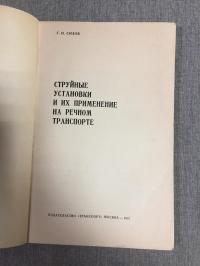 СТРУЙНЫЕ
УСТАНОВКИ
И ИХ ПРИМЕНЕНИЕ
НА РЕЧНОМ
ТРАНСПОРТЕ
ИЗДАТЕЛЬСТВО «ТРАНСПОРТ» МОСКВА —